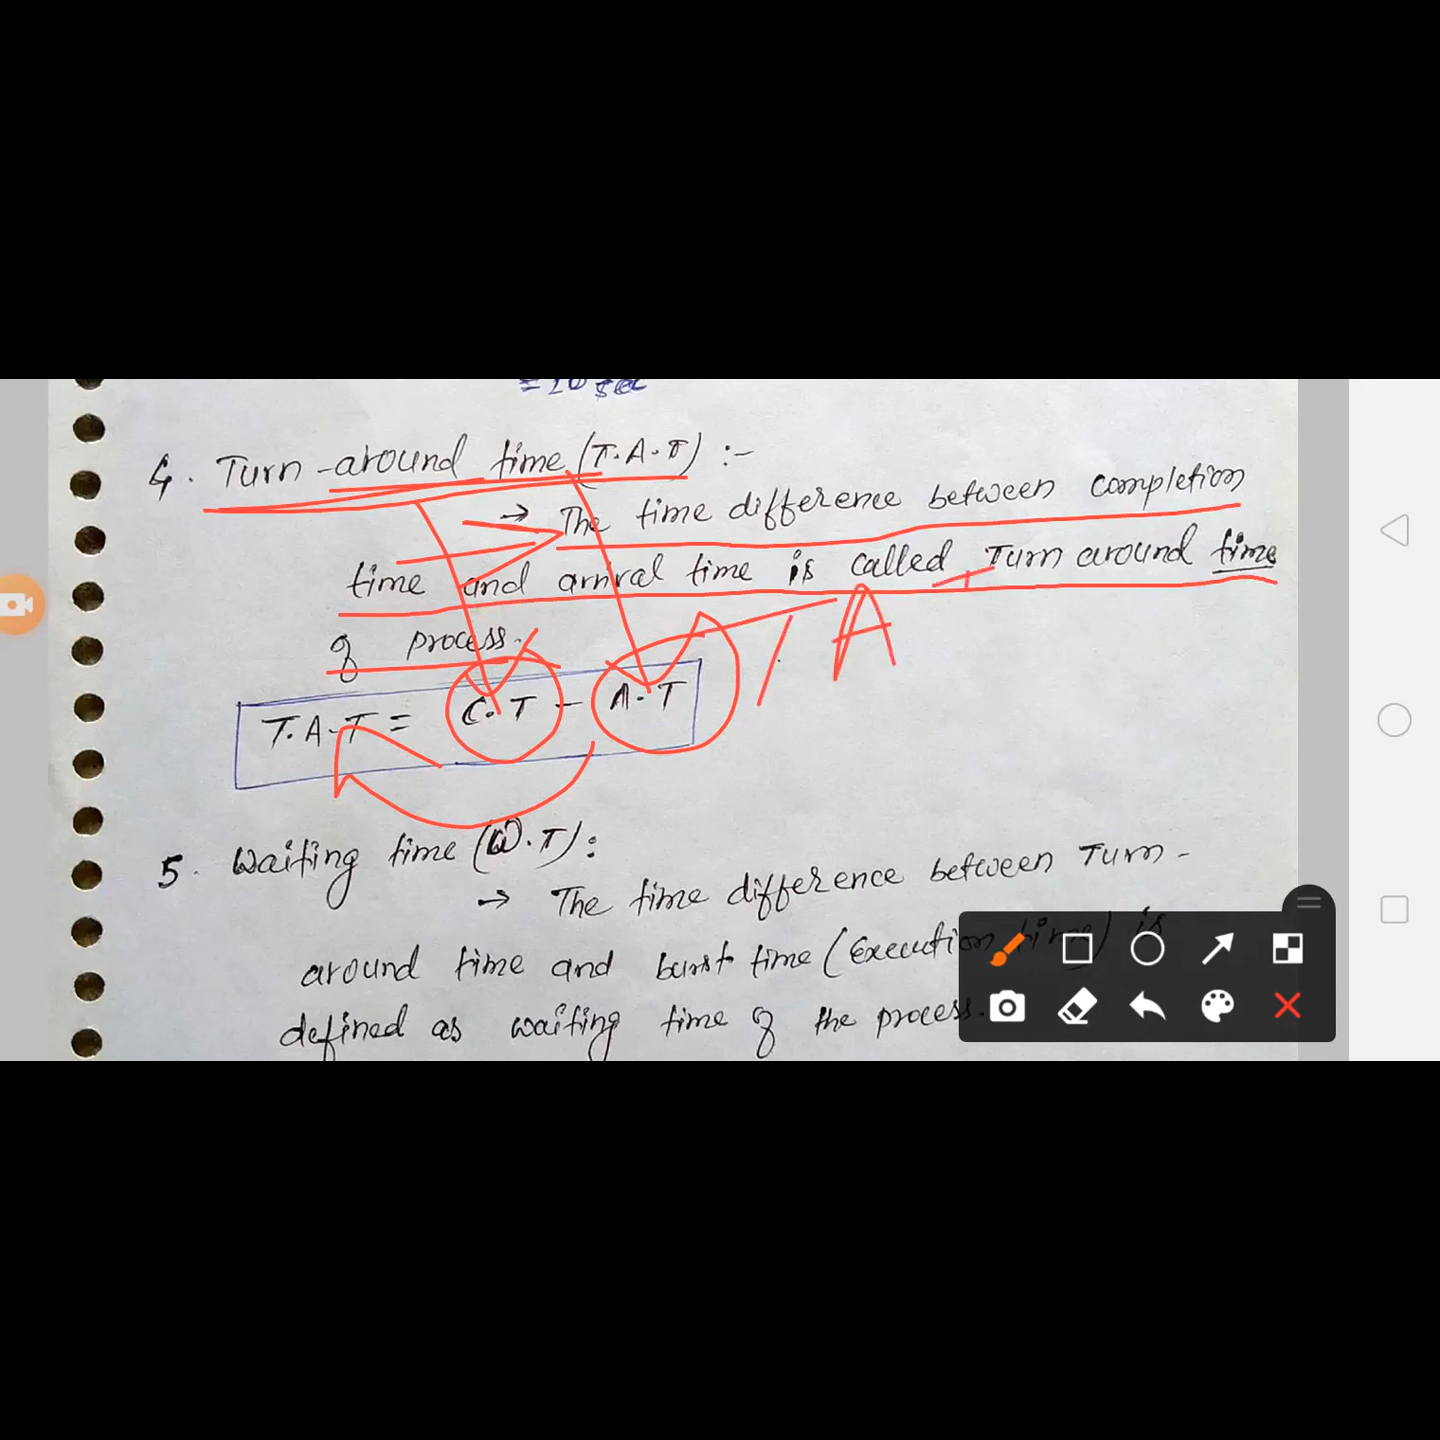 = 10 sec
4. Turn-around time (T.A.T) :-
→ The time difference between completion
time and arrival time is called Turn around time
of process.
T.A.T = C.T - A.T
A
5. Waiting time (W.T):
→ The time difference between Turn-
around time and burst time (Execution time) is
defined as waiting time of the process.